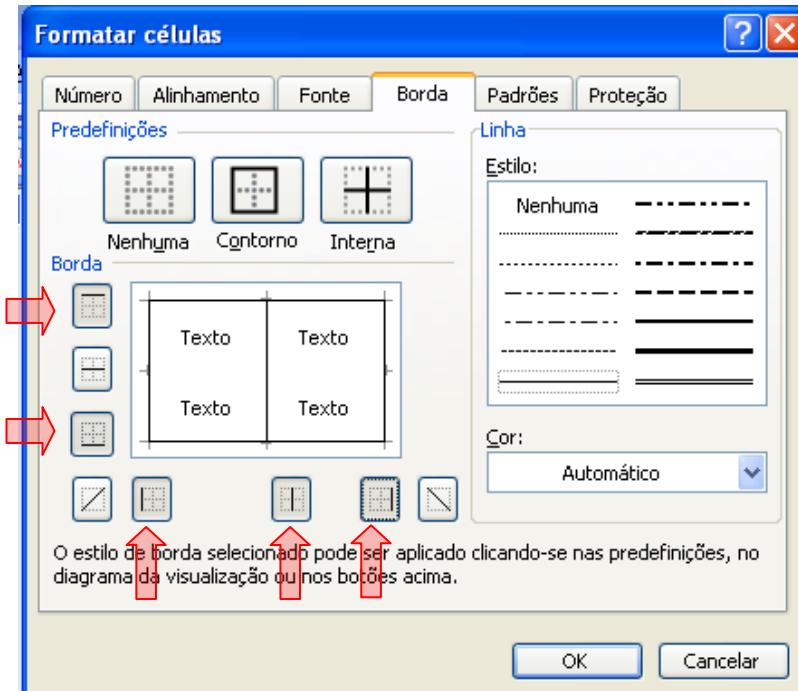 Formatar células
Número Alinhamento Fonte Borda Padrões Proteção
Predefinições
Nenhuma Contorno Interna
Borda
Texto Texto
Texto Texto
Linha
Estilo:
Nenhuma
Cor:
Automático
O estilo de borda selecionado pode ser aplicado clicando-se nas predefinições, no
diagrama da visualização ou nos botões acima.
OK Cancelar